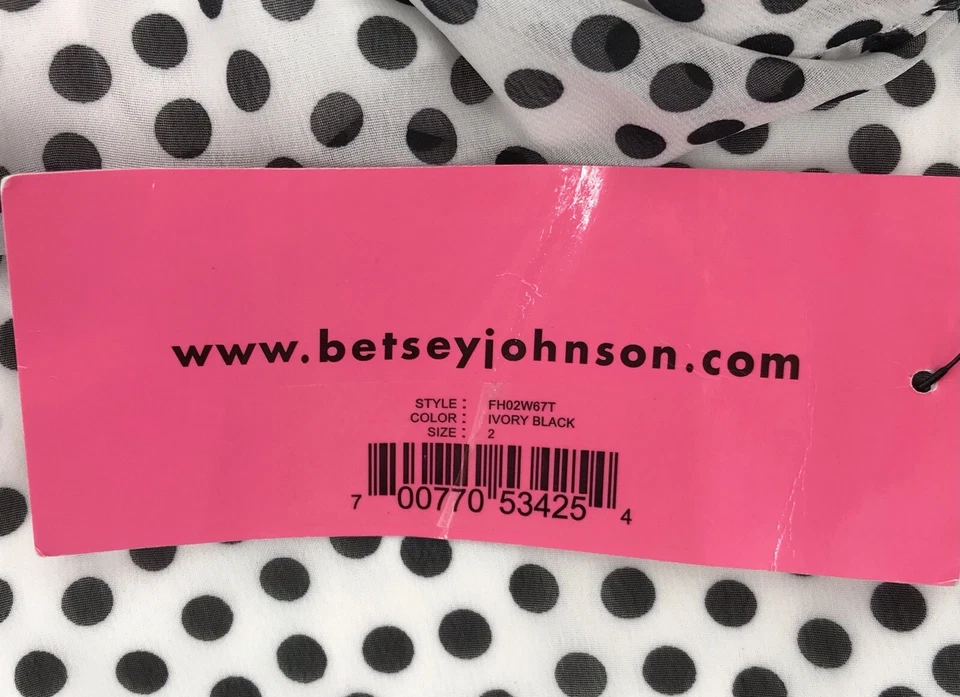 www.betseyjohnson.com
STYLE : FH02W67T
COLOR : IVORY BLACK
SIZE : 2
7 00770 53425 4